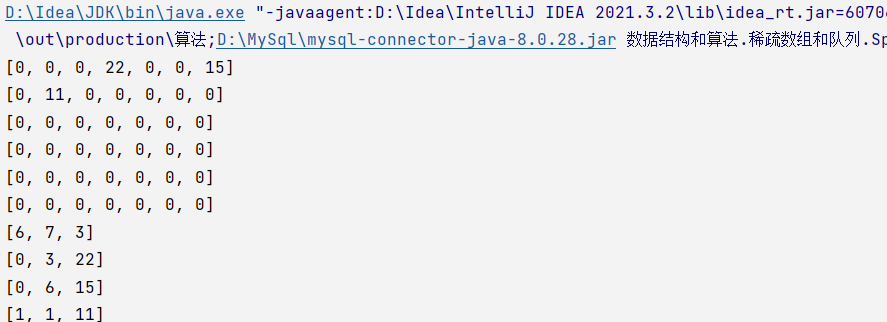 D:\Idea\JDK\bin\java.exe "-javaagent:D:\Idea\IntelliJ IDEA 2021.3.2\lib\idea_rt.jar=6070
\out\production\算法;D:\MySql\mysql-connector-java-8.0.28.jar 数据结构和算法.稀疏数组和队列.Sp
[0, 0, 0, 22, 0, 0, 15]
[0, 11, 0, 0, 0, 0, 0]
[0, 0, 0, 0, 0, 0, 0]
[0, 0, 0, 0, 0, 0, 0]
[0, 0, 0, 0, 0, 0, 0]
[0, 0, 0, 0, 0, 0, 0]
[6, 7, 3]
[0, 3, 22]
[0, 6, 15]
[1, 1, 11]